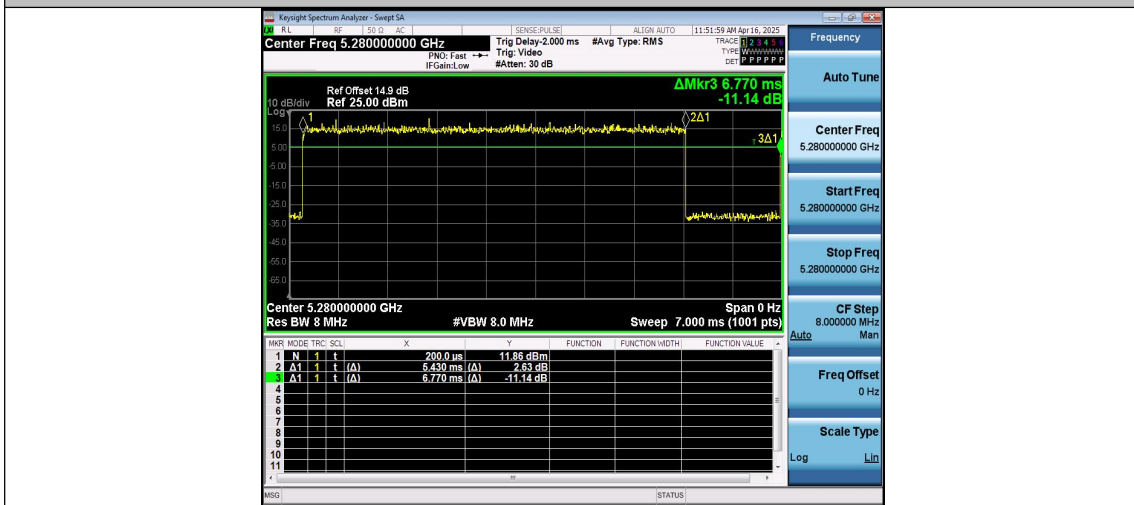 Keysight Spectrum Analyzer - Swept SA
RL RF 50 Ω AC SENSE:PULSE ALIGN AUTO 11:51:59 AM Apr 16, 2025
Center Freq 5.280000000 GHz
PNO: Fast
IFGain:Low
Trig Delay-2.000 ms
Trig: Video
#Atten: 30 dB
#Avg Type: RMS
TRACE 1 2 3 4 5 6
TYPE
DET P P P P P P
ΔMkr3 6.770 ms
-11.14 dB
Ref Offset 14.9 dB
10 dB/div Ref 25.00 dBm
Log
15.0
5.00
-5.00
-15.0
-25.0
-35.0
-45.0
-55.0
-65.0
1
2Δ1
3Δ1
Center 5.280000000 GHz Span 0 Hz
Res BW 8 MHz #VBW 8.0 MHz Sweep 7.000 ms (1001 pts)
MKR MODE TRC SCL X Y FUNCTION FUNCTION WIDTH FUNCTION VALUE
1 N 1 t 200.0 µs 11.86 dBm
2 Δ1 1 t (Δ) 5.430 ms (Δ) 2.63 dB
3 Δ1 1 t (Δ) 6.770 ms (Δ) -11.14 dB
4
5
6
7
8
9
10
11
MSG STATUS
Frequency
Auto Tune
Center Freq
5.280000000 GHz
Start Freq
5.280000000 GHz
Stop Freq
5.280000000 GHz
CF Step
8.000000 MHz
Auto Man
Freq Offset
0 Hz
Scale Type
Log Lin